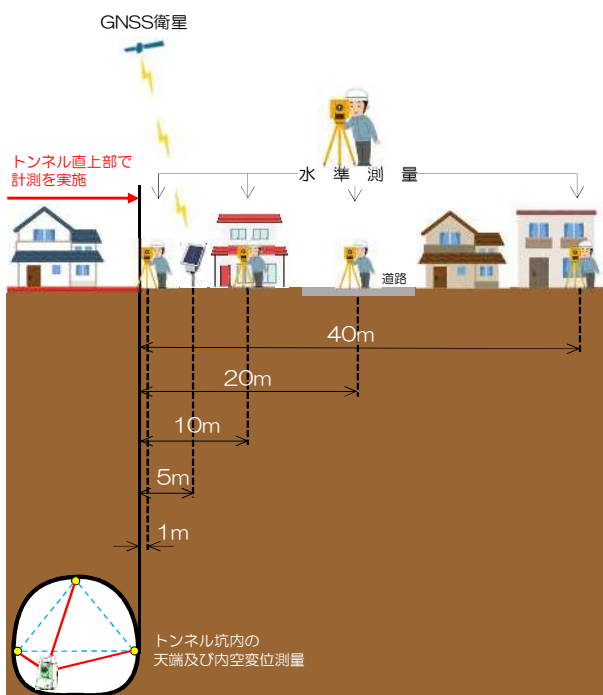 GNSS衛星
トンネル直上部で
計測を実施
水準測量
道路
40m
20m
10m
5m
1m
トンネル坑内の
天端及び内空変位測量